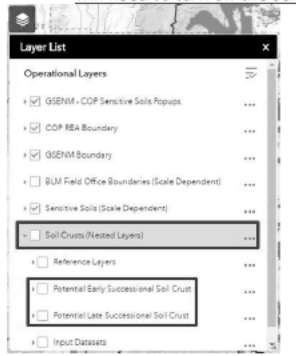 Layer List x
Operational Layers
GSENM - COP Sensitive Soils Popups
COP REA Boundary
GSENM Boundary
BLM Field Office Boundaries (Scale Dependent)
Sensitive Soils (Scale Dependent)
Soil Crusts (Nested Layers)
Reference Layers
Potential Early Successional Soil Crust
Potential Late Successional Soil Crust
Input Datasets